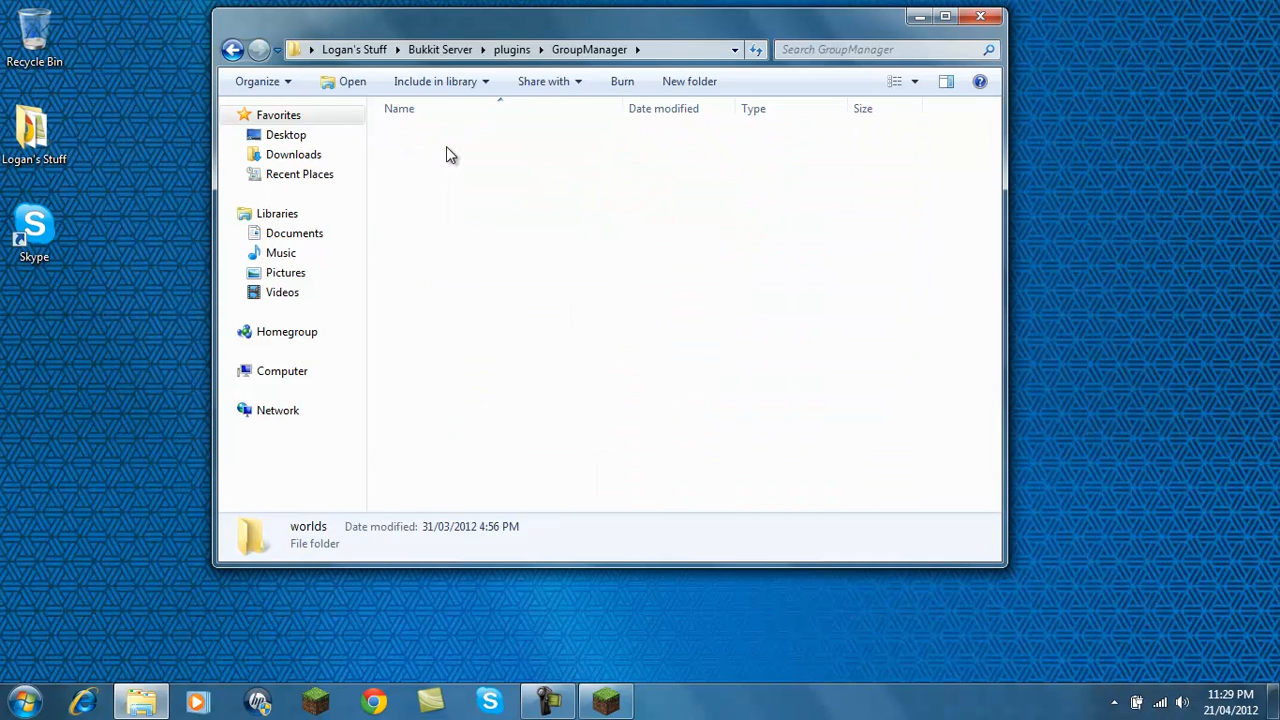 Recycle Bin
Logan's Stuff
Skype
Logan's Stuff
Bukkit Server
plugins
GroupManager
Search GroupManager
Organize
Open
Include in library
Share with
Burn
New folder
Name
Date modified
Type
Size
Favorites
Desktop
Downloads
Recent Places
Libraries
Documents
Music
Pictures
Videos
Homegroup
Computer
Network
worlds
Date modified: 31/03/2012 4:56 PM
File folder
11:29 PM
21/04/2012